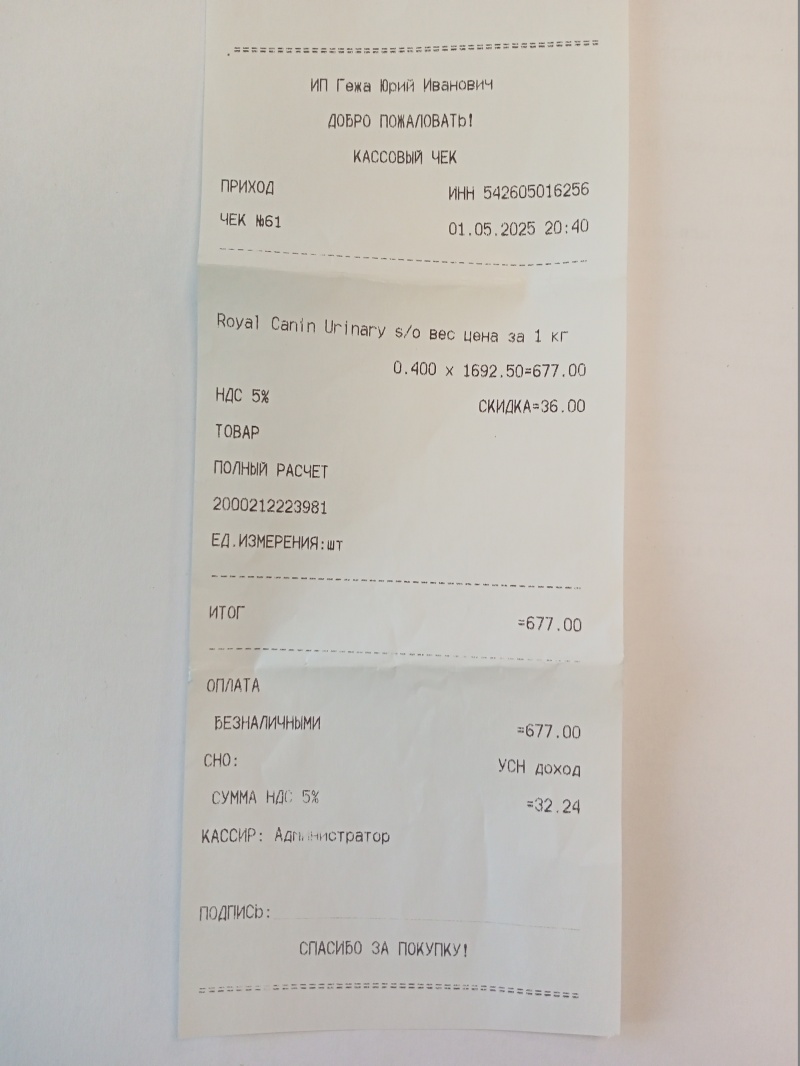 ИП Гежа Юрий Иванович
ДОБРО ПОЖАЛОВАТЬ!
КАССОВЫЙ ЧЕК
ПРИХОД ИНН 542605016256
ЧЕК №61 01.05.2025 20:40
Royal Canin Urinary s/o вес цена за 1 кг
0.400 x 1692.50=677.00
НДС 5% СКИДКА=36.00
ТОВАР
ПОЛНЫЙ РАСЧЕТ
2000212223981
ЕД.ИЗМЕРЕНИЯ:шт
ИТОГ =677.00
ОПЛАТА
БЕЗНАЛИЧНЫМИ =677.00
СНО: УСН доход
СУММА НДС 5% =32.24
КАССИР: Администратор
ПОДПИСЬ:
СПАСИБО ЗА ПОКУПКУ!